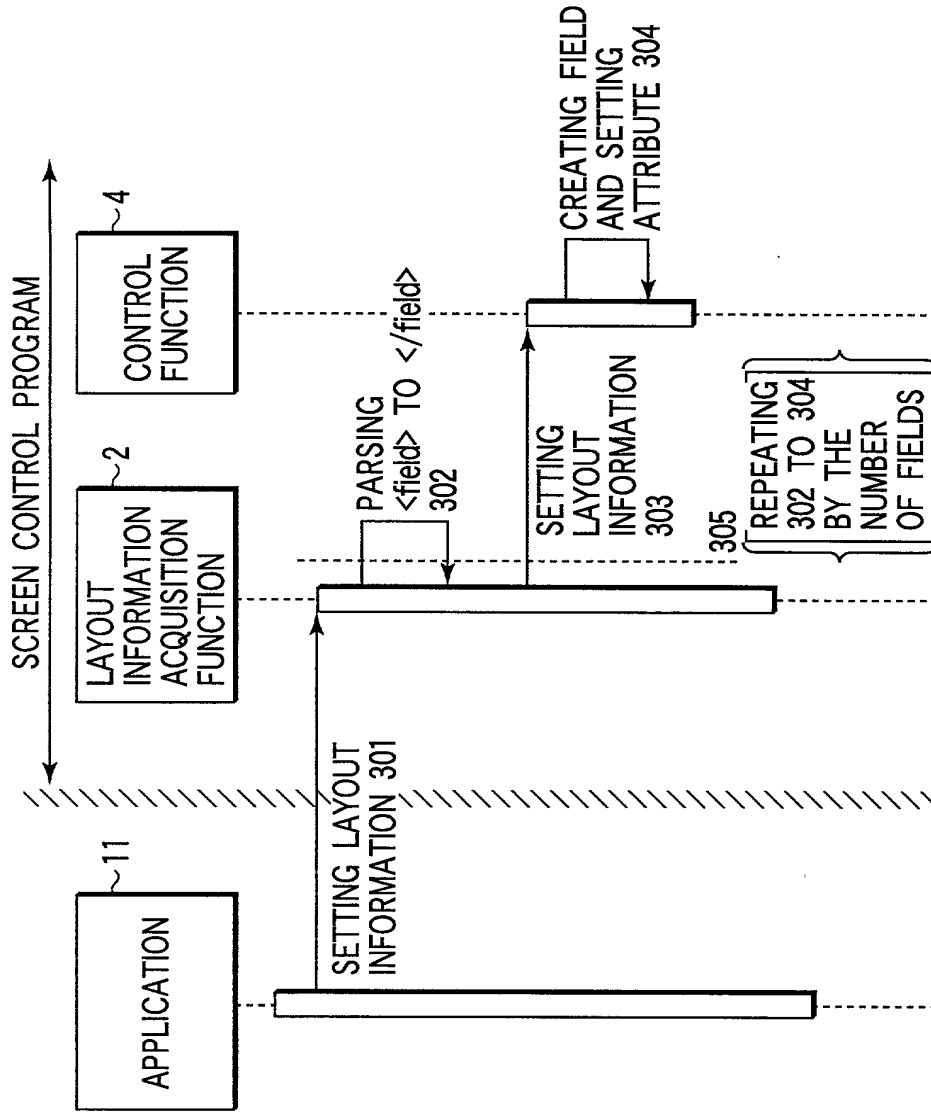 SCREEN CONTROL PROGRAM
11
APPLICATION
2
LAYOUT
INFORMATION
ACQUISITION
FUNCTION
4
CONTROL
FUNCTION
SETTING LAYOUT
INFORMATION 301
PARSING
<field> TO </field>
302
SETTING
LAYOUT
INFORMATION
303
CREATING FIELD
AND SETTING
ATTRIBUTE 304
305
REPEATING
302 TO 304
BY THE
NUMBER
OF FIELDS